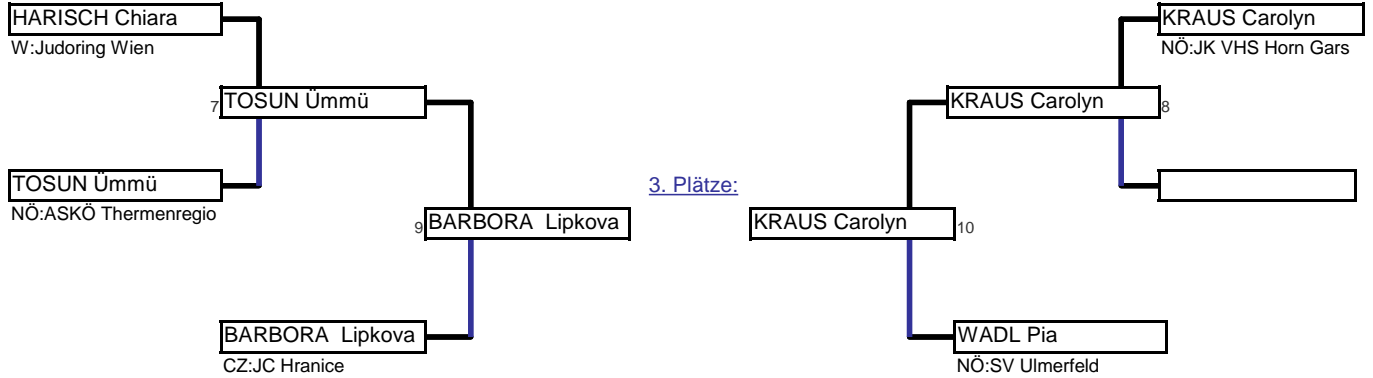 HARISCH Chiara
W:Judoring Wien
KRAUS Carolyn
NÖ:JK VHS Horn Gars
7
TOSUN Ümmü
KRAUS Carolyn
8
TOSUN Ümmü
NÖ:ASKÖ Thermenregio
3. Plätze:
9
BARBORA  Lipkova
KRAUS Carolyn
10
BARBORA  Lipkova
CZ:JC Hranice
WADL Pia
NÖ:SV Ulmerfeld